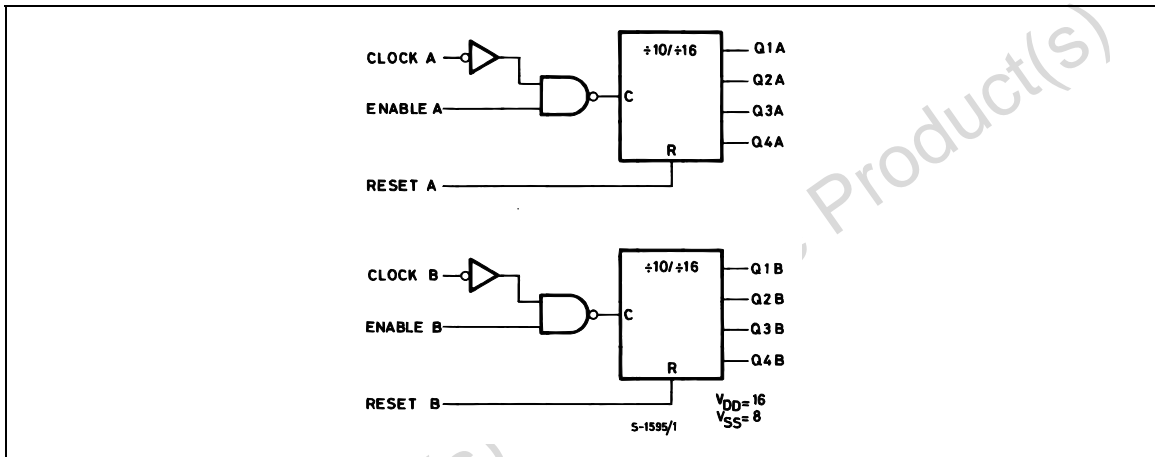 CLOCK A
ENABLE A
RESET A
÷10/÷16
C
R
Q1A
Q2A
Q3A
Q4A
CLOCK B
ENABLE B
RESET B
÷10/÷16
C
R
Q1B
Q2B
Q3B
Q4B
VDD=16
VSS=8
S-1595/1
Product(s)
(s)